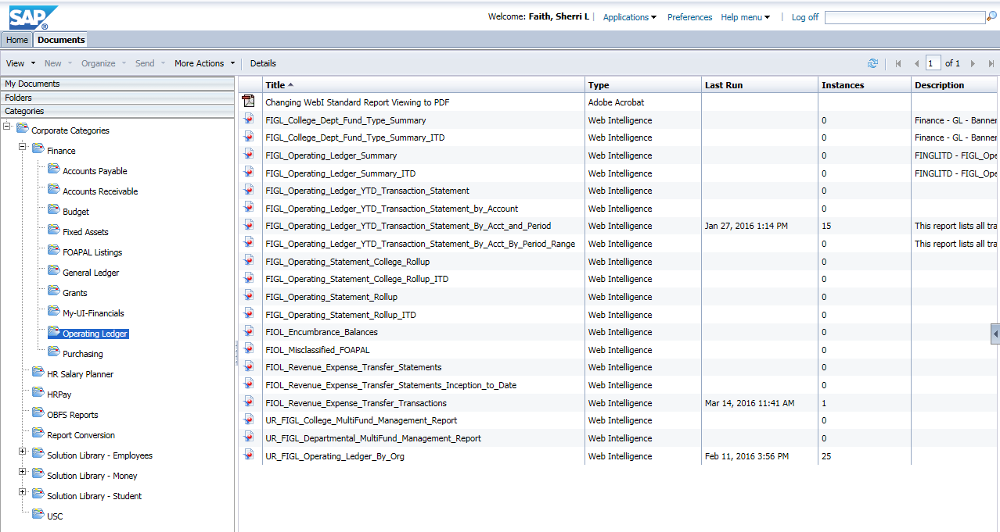 SAP ®
Welcome: Faith, Sherri L | Applications Preferences Help menu | Log off
Home Documents
View New Organize Send More Actions Details 1 of 1
My Documents
Folders
Categories
Corporate Categories
Finance
Accounts Payable
Accounts Receivable
Budget
Fixed Assets
FOAPAL Listings
General Ledger
Grants
My-UI-Financials
Operating Ledger
Purchasing
HR Salary Planner
HRPay
OBFS Reports
Report Conversion
Solution Library - Employees
Solution Library - Money
Solution Library - Student
USC
Title Type Last Run Instances Description
Changing WebI Standard Report Viewing to PDF Adobe Acrobat
FIGL_College_Dept_Fund_Type_Summary Web Intelligence 0 Finance - GL - Banner
FIGL_College_Dept_Fund_Type_Summary_ITD Web Intelligence 0 Finance - GL - Banner
FIGL_Operating_Ledger_Summary Web Intelligence 0 FINGLITD - FIGL_Ope
FIGL_Operating_Ledger_Summary_ITD Web Intelligence 0 FINGLITD - FIGL_Ope
FIGL_Operating_Ledger_YTD_Transaction_Statement Web Intelligence 0
FIGL_Operating_Ledger_YTD_Transaction_Statement_by_Account Web Intelligence 0
FIGL_Operating_Ledger_YTD_Transaction_Statement_By_Acct_and_Period Web Intelligence Jan 27, 2016 1:14 PM 15 This report lists all tra
FIGL_Operating_Ledger_YTD_Transaction_Statement_By_Acct_By_Period_Range Web Intelligence 0 This report lists all tra
FIGL_Operating_Statement_College_Rollup Web Intelligence 0
FIGL_Operating_Statement_College_Rollup_ITD Web Intelligence 0
FIGL_Operating_Statement_Rollup Web Intelligence 0
FIGL_Operating_Statement_Rollup_ITD Web Intelligence 0
FIOL_Encumbrance_Balances Web Intelligence 0
FIOL_Misclassified_FOAPAL Web Intelligence 0
FIOL_Revenue_Expense_Transfer_Statements Web Intelligence 0
FIOL_Revenue_Expense_Transfer_Statements_Inception_to_Date Web Intelligence 0
FIOL_Revenue_Expense_Transfer_Transactions Web Intelligence Mar 14, 2016 11:41 AM 1
UR_FIGL_College_MultiFund_Management_Report Web Intelligence 0
UR_FIGL_Departmental_MultiFund_Management_Report Web Intelligence 0
UR_FIGL_Operating_Ledger_By_Org Web Intelligence Feb 11, 2016 3:56 PM 25